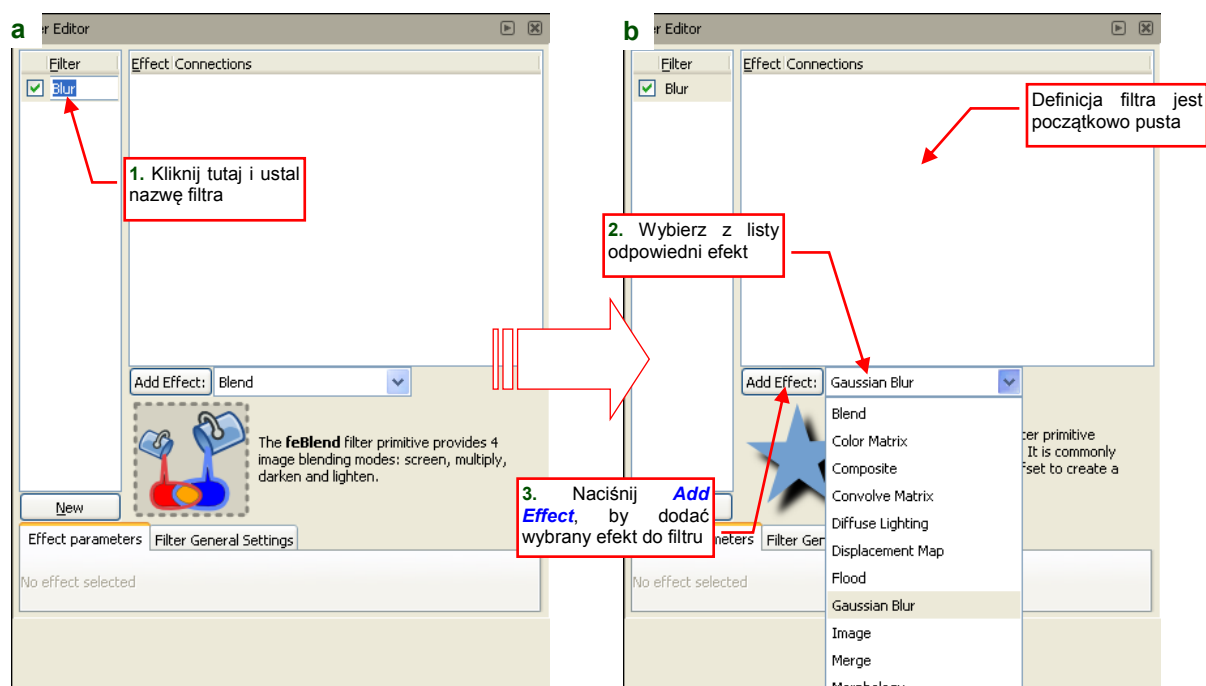 a
r Editor
Filter
Effect Connections
Blur
1. Kliknij tutaj i ustal
nazwę filtra
Add Effect:
Blend
The feBlend filter primitive provides 4
image blending modes: screen, multiply,
darken and lighten.
New
Effect parameters
Filter General Settings
No effect selected
b
r Editor
Filter
Effect Connections
Blur
Definicja filtra jest
początkowo pusta
2. Wybierz z listy
odpowiedni efekt
Add Effect:
Gaussian Blur
Blend
Color Matrix
Composite
Convolve Matrix
Diffuse Lighting
Displacement Map
Flood
Gaussian Blur
Image
Merge
Morphology
primitive
It is commonly
set to create a
3. Naciśnij Add
Effect, by dodać
wybrany efekt do filtru
meters
Filter Ger
No effect selected